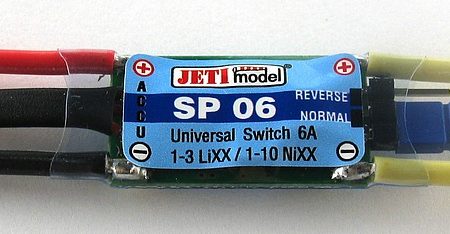 JETI model
ACCU
SP 06
REVERSE
NORMAL
Universal Switch 6A
1-3 LiXX / 1-10 NiXX